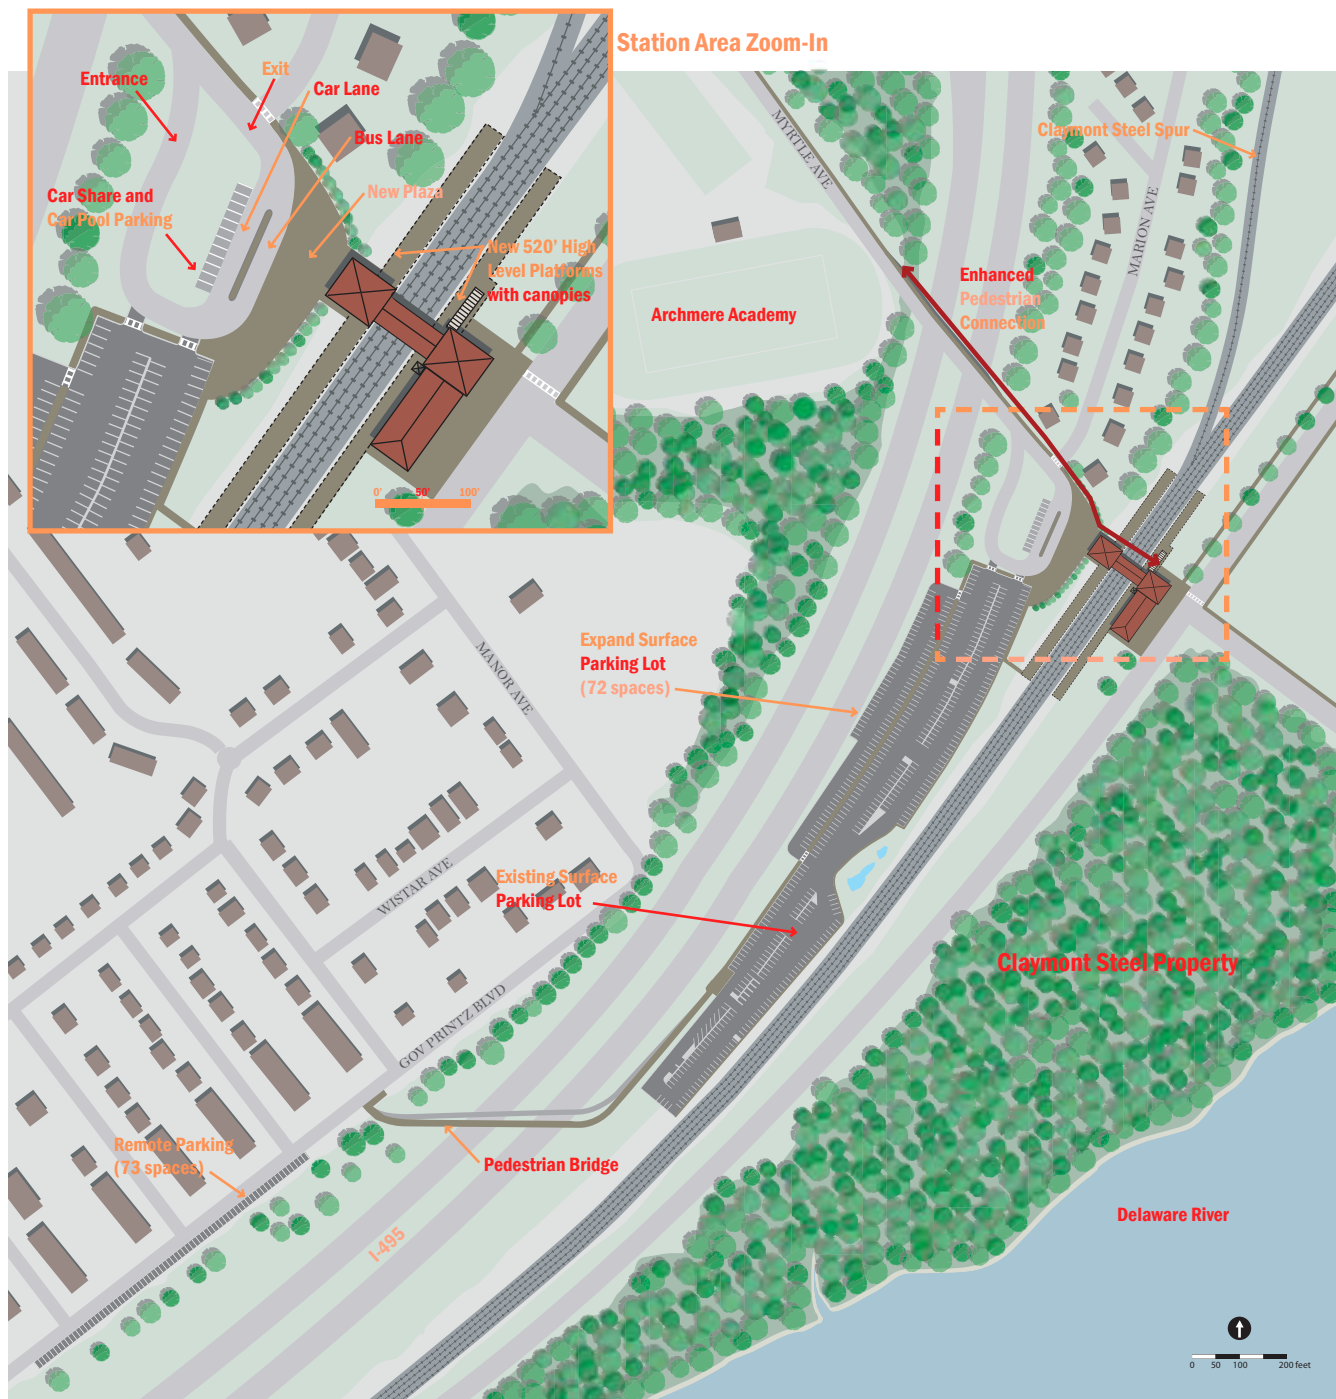 Station Area Zoom-In
Entrance
Exit
Car Lane
Bus Lane
Car Share and
Car Pool Parking
New Plaza
New 520’ High
Level Platforms
with canopies
0’ 50’ 100’
MYRTLE AVE
Claymont Steel Spur
MARION AVE
Archmere Academy
Enhanced
Pedestrian
Connection
MANOR AVE
Expand Surface
Parking Lot
(72 spaces)
WISTAR AVE
Existing Surface
Parking Lot
Claymont Steel Property
GOV PRINTZ BLVD
Remote Parking
(73 spaces)
Pedestrian Bridge
I-495
Delaware River
0 50 100 200 feet